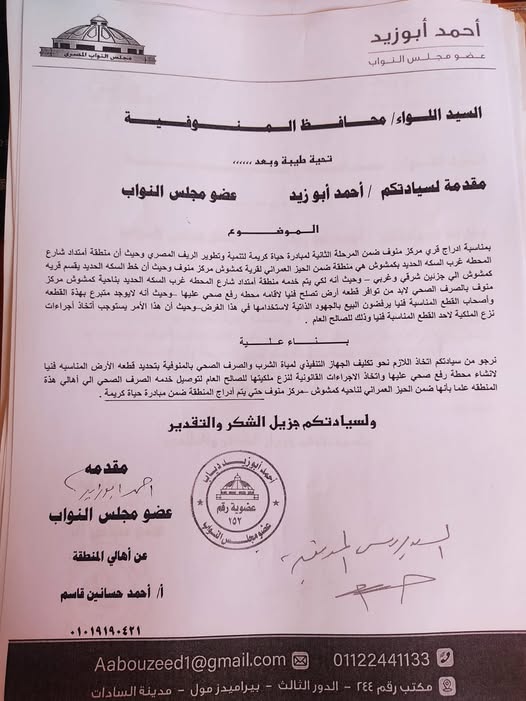 أحمد أبوزيد
عضو مجلس النواب
مجلس النواب المصري
السيد اللواء/ محافظ المنوفية
تحية طيبة وبعد ,,,,,,
مقدمة لسيادتكم / أحمد أبو زيد عضو مجلس النواب
الموضوع
بمناسبة ادراج قري مركز منوف ضمن المرحلة الثانية لمبادرة حياة كريمة لتنمية وتطوير الريف المصري وحيث أن منطقة أمتداد شارع
المحطه غرب السكه الحديد بكمشوش هي منطقة ضمن الحيز العمراني لقرية كمشوش مركز منوف وحيث أن خط السكه الحديد يقسم قريه
كمشوش الي جزئين شرقي وغربي – وحيث أنه لكي يتم خدمه منطقة أمتداد شارع المحطه غرب السكه الحديد بناحية كمشوش مركز
منوف بالصرف الصحي لابد من توافر قطعه أرض تصلح فنيا لاقامه محطه رفع صحي عليها –وحيث أنه لايوجد متبرع بهذة القطعه
وأصحاب القطع المناسبة فنيا يرفضون البيع بالجهود الذاتية لاستخدامها في هذا الغرض–وحيث أن هذا الأمر يستوجب أتخاذ أجراءات
نزع الملكية لاحد القطع المناسبة فنيا وذلك للصالح العام .
بناء علية
نرجو من سيادتكم اتخاذ اللازم نحو تكليف الجهاز التنفيذي لمياة الشرب والصرف الصحي بالمنوفية بتحديد قطعه الأرض المناسبه فنيا
لانشاء محطة رفع صحي عليها واتخاذ الاجراءات القانونية لنزع ملكيتها للصالح العام لتوصيل خدمه الصرف الصحي الي أهالي هذة
المنطقه علما بأنها ضمن الحيز العمراني لناحيه كمشوش –مركز منوف حتي يتم أدراج المنطقة ضمن مبادرة حياة كريمة .
ولسيادتكم جزيل الشكر والتقدير
مقدمه
احمد ابوزيد
عضو مجلس النواب
عن أهالي المنطقة
أ/ أحمد حسانين قاسم
٠١٠١٩١٩٠٤٢١
أحمد أبوزيد دياب
عضوية رقم
٢٥٢
عضو مجلس النواب
Aabouzeed1@gmail.com 01122441133
مكتب رقم ٢٤٤ - الدور الثالث - بيراميدز مول - مدينة السادات